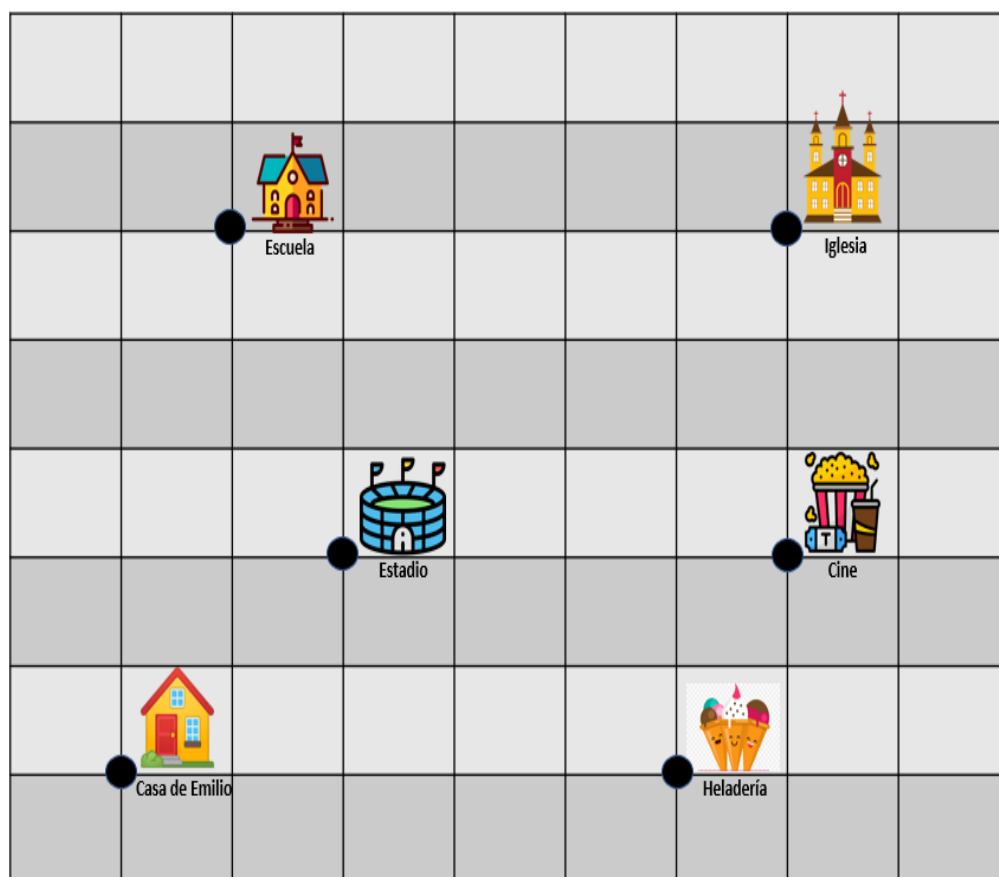 Escuela
Iglesia
Estadio
Cine
T
Casa de Emilio
Heladería